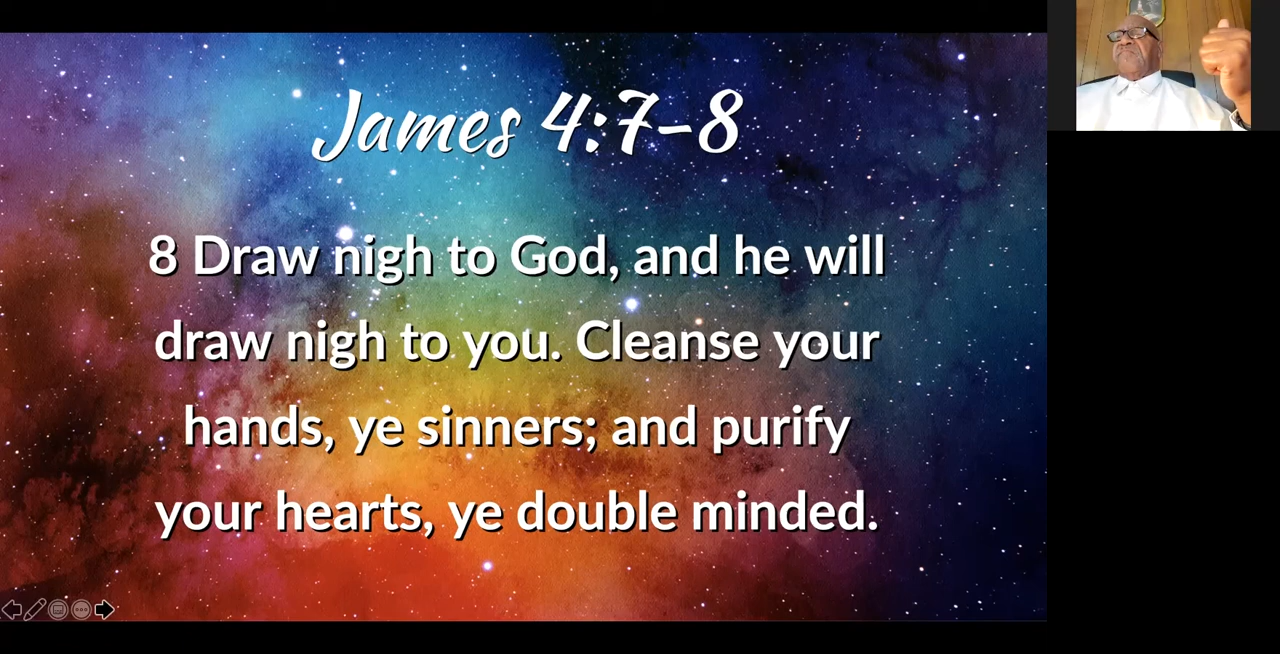 James 4:7-8
8 Draw nigh to God, and he will
draw nigh to you. Cleanse your
hands, ye sinners; and purify
your hearts, ye double minded.